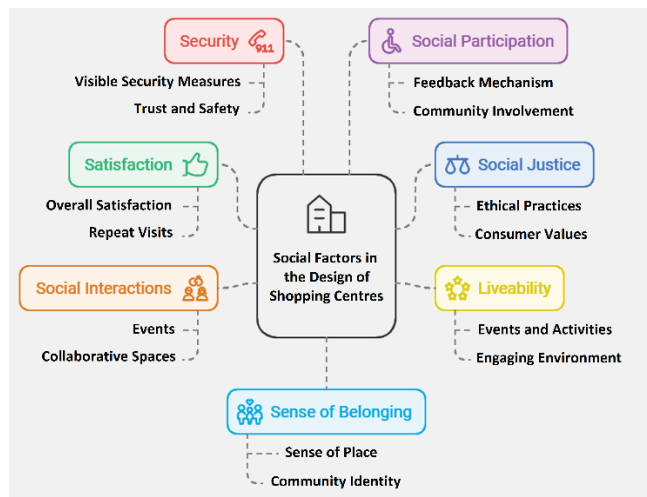 Security
911
Visible Security Measures
Trust and Safety
Social Participation
Feedback Mechanism
Community Involvement
Satisfaction
Overall Satisfaction
Repeat Visits
Social Factors in
the Design of
Shopping Centres
Social Justice
Ethical Practices
Consumer Values
Social Interactions
Events
Collaborative Spaces
Liveability
Events and Activities
Engaging Environment
Sense of Belonging
Sense of Place
Community Identity